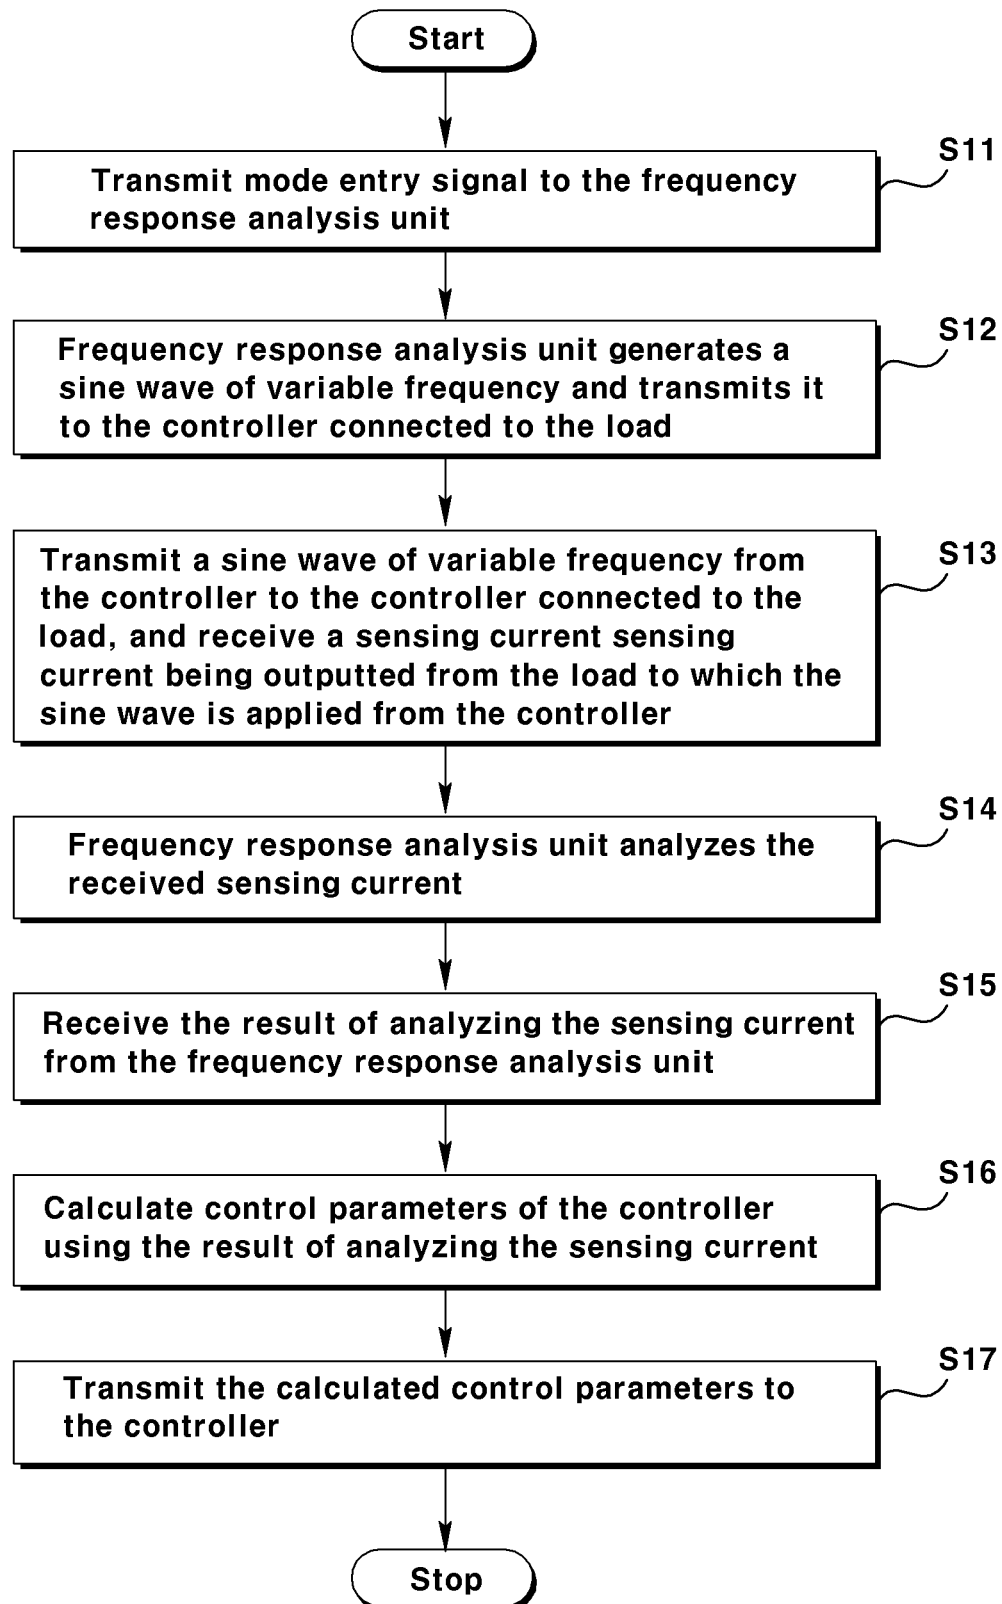 Start
S11
Transmit mode entry signal to the frequency
response analysis unit
S12
Frequency response analysis unit generates a
sine wave of variable frequency and transmits it
to the controller connected to the load
S13
Transmit a sine wave of variable frequency from
the controller to the controller connected to the
load, and receive a sensing current sensing
current being outputted from the load to which the
sine wave is applied from the controller
S14
Frequency response analysis unit analyzes the
received sensing current
S15
Receive the result of analyzing the sensing current
from the frequency response analysis unit
S16
Calculate control parameters of the controller
using the result of analyzing the sensing current
S17
Transmit the calculated control parameters to
the controller
Stop